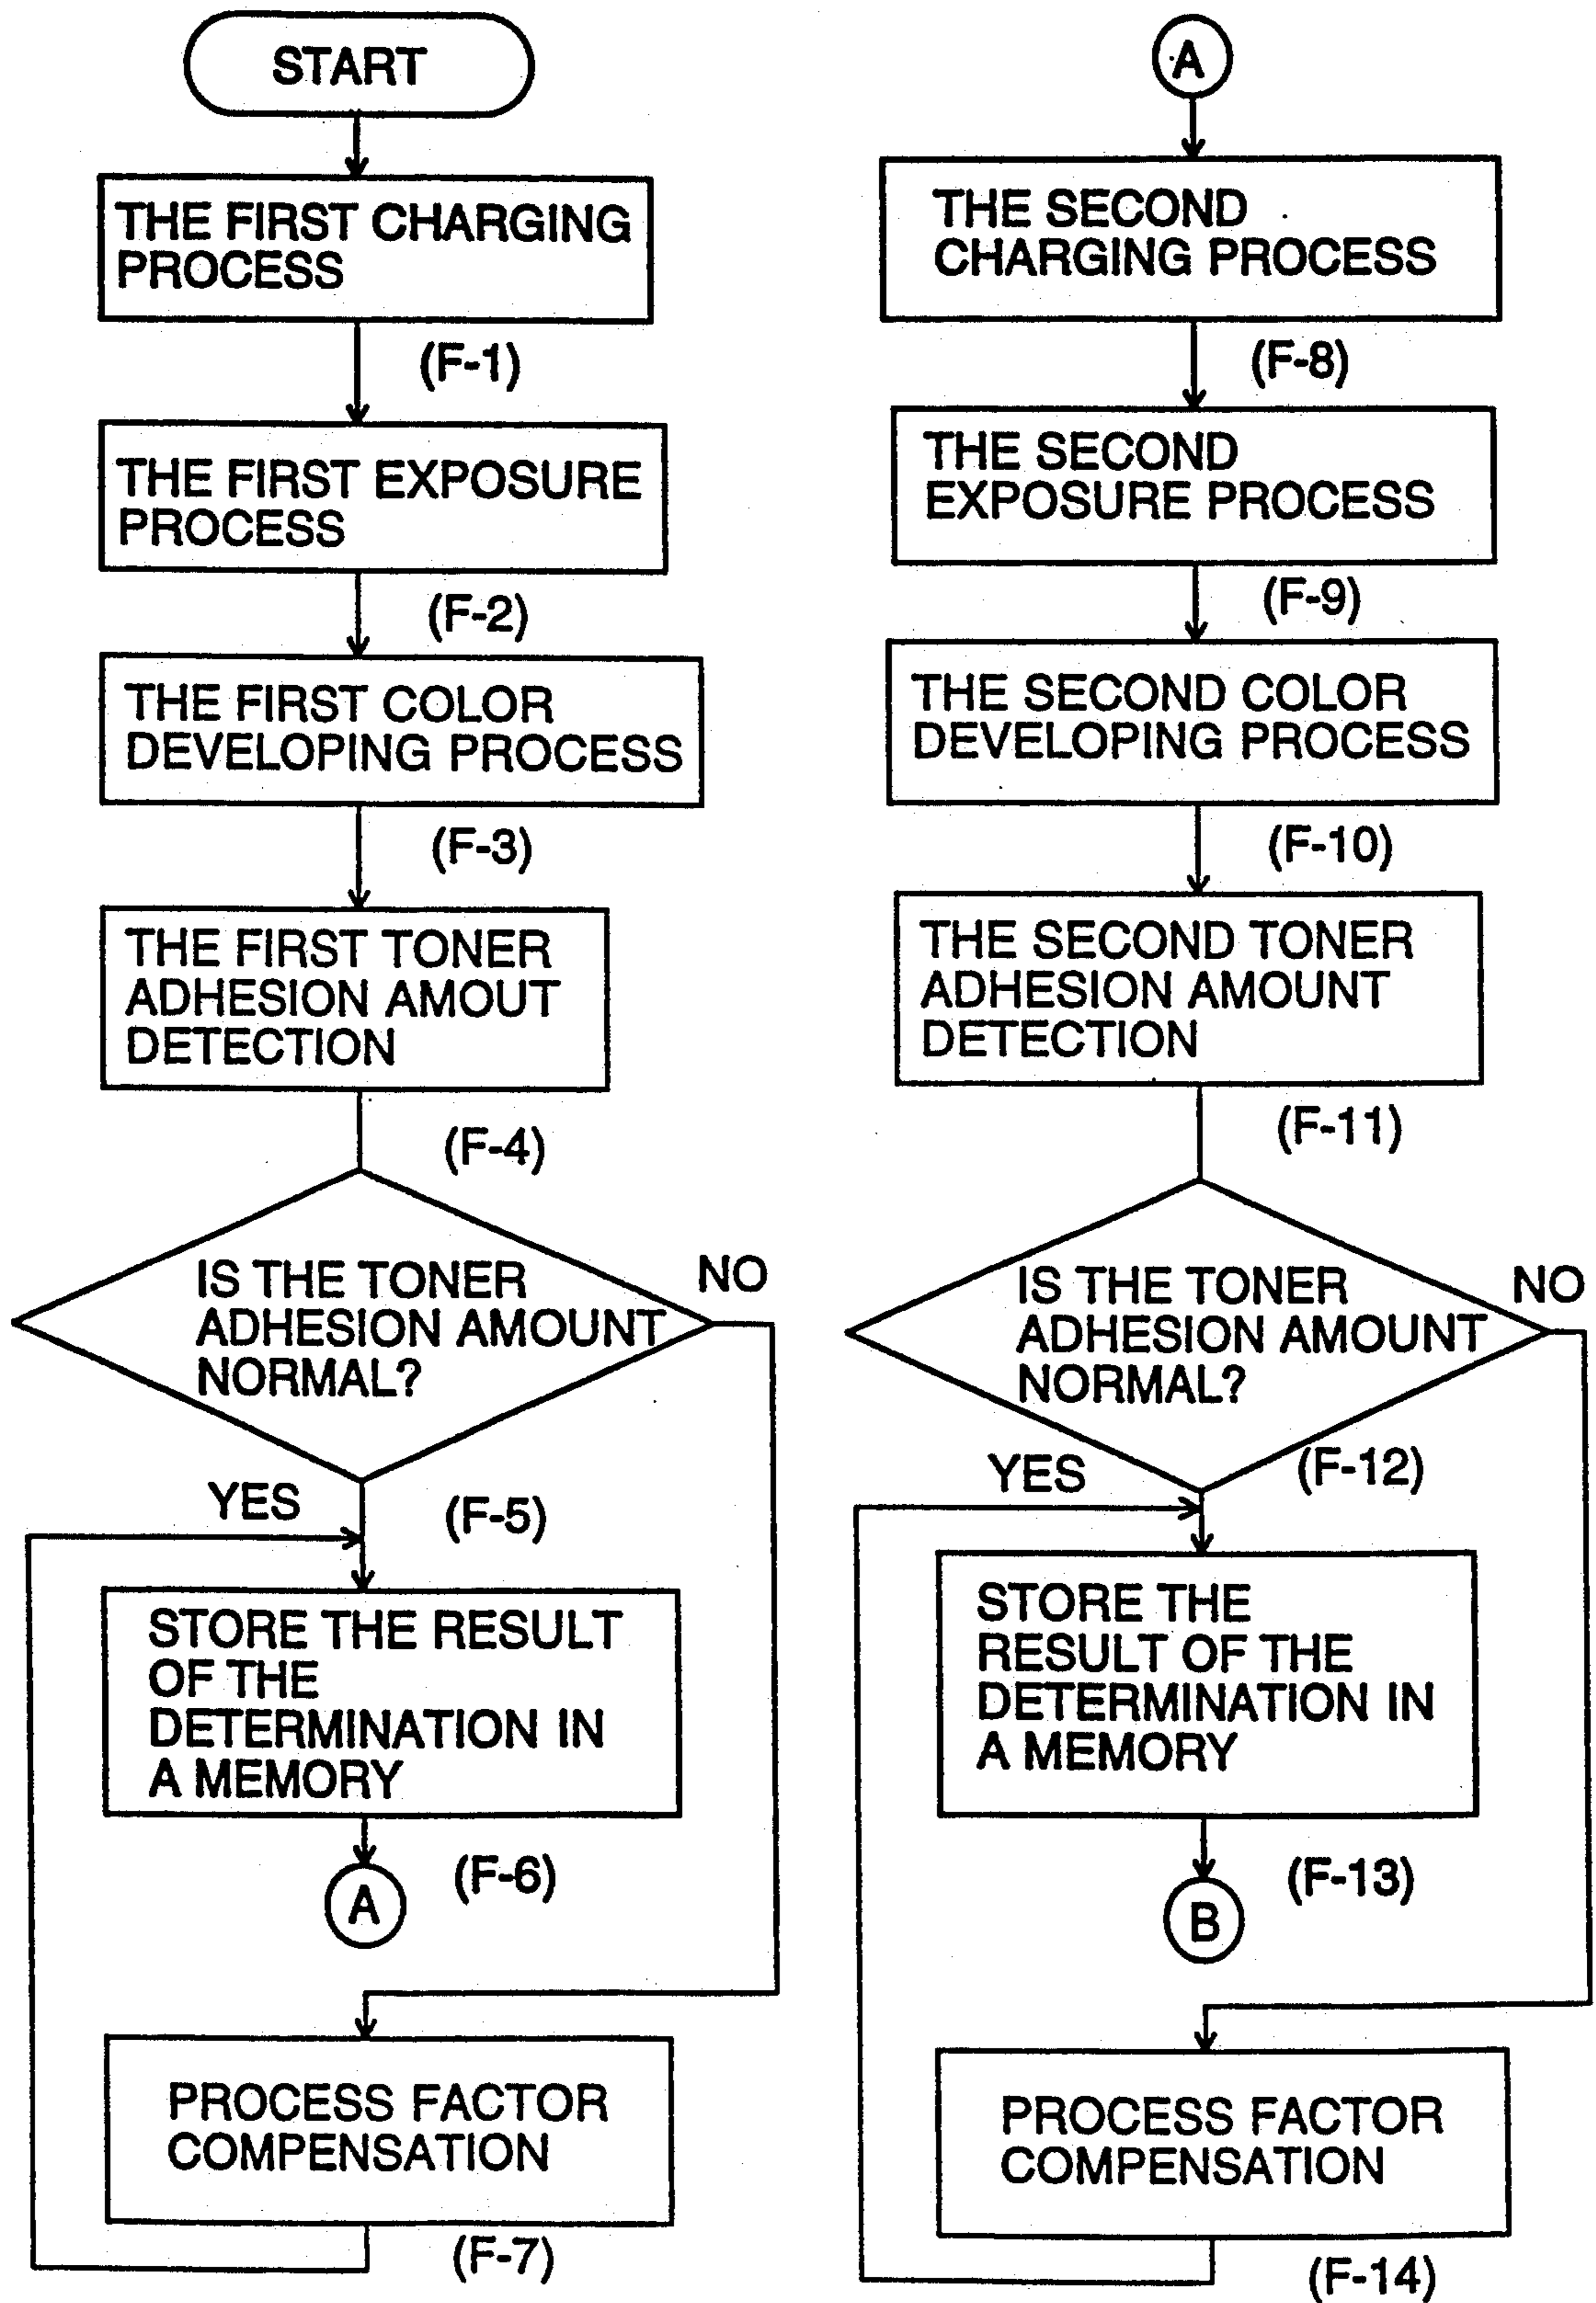 START
THE FIRST CHARGING
PROCESS
(F-1)
THE FIRST EXPOSURE
PROCESS
(F-2)
THE FIRST COLOR
DEVELOPING PROCESS
(F-3)
THE FIRST TONER
ADHESION AMOUT
DETECTION
(F-4)
IS THE TONER
ADHESION AMOUNT
NORMAL?
NO
YES
(F-5)
STORE THE RESULT
OF THE
DETERMINATION IN
A MEMORY
(F-6)
A
PROCESS FACTOR
COMPENSATION
(F-7)
A
THE SECOND
CHARGING PROCESS
(F-8)
THE SECOND
EXPOSURE PROCESS
(F-9)
THE SECOND COLOR
DEVELOPING PROCESS
(F-10)
THE SECOND TONER
ADHESION AMOUNT
DETECTION
(F-11)
IS THE TONER
ADHESION AMOUNT
NORMAL?
NO
YES
(F-12)
STORE THE
RESULT OF THE
DETERMINATION IN
A MEMORY
(F-13)
B
PROCESS FACTOR
COMPENSATION
(F-14)